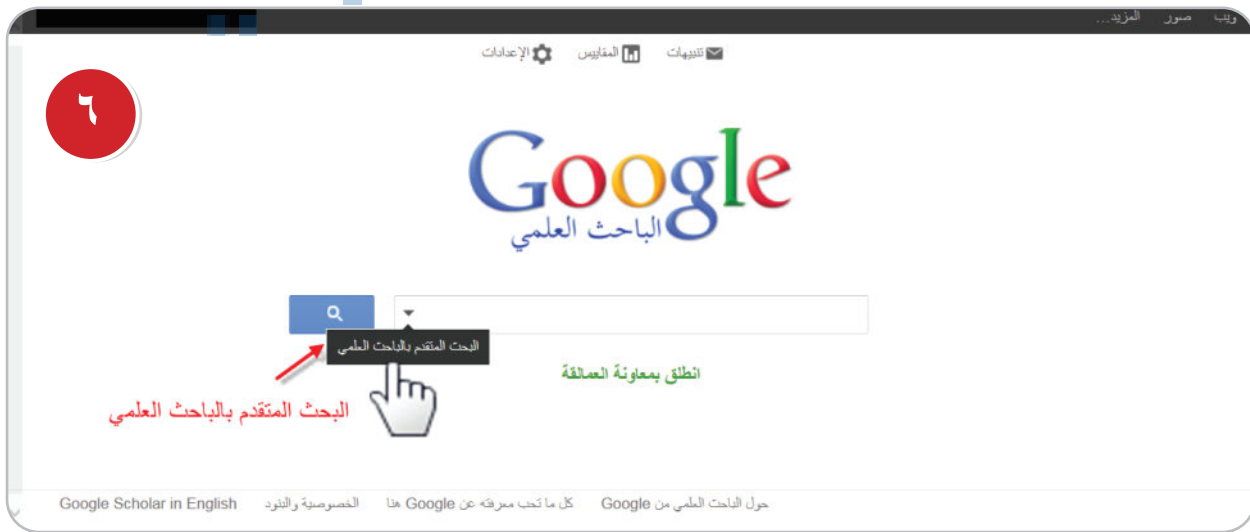 ويب صور المزيد...
تنبيهات المقاييس الإعدادات
٦
Google
الباحث العلمي
البحث المتقدم بالباحث العلمي
انطلق بمعاونة العمالقة
البحث المتقدم بالباحث العلمي
حول الباحث العلمي من Google كل ما تحب معرفته عن Google هنا الخصوصية والبنود Google Scholar in English